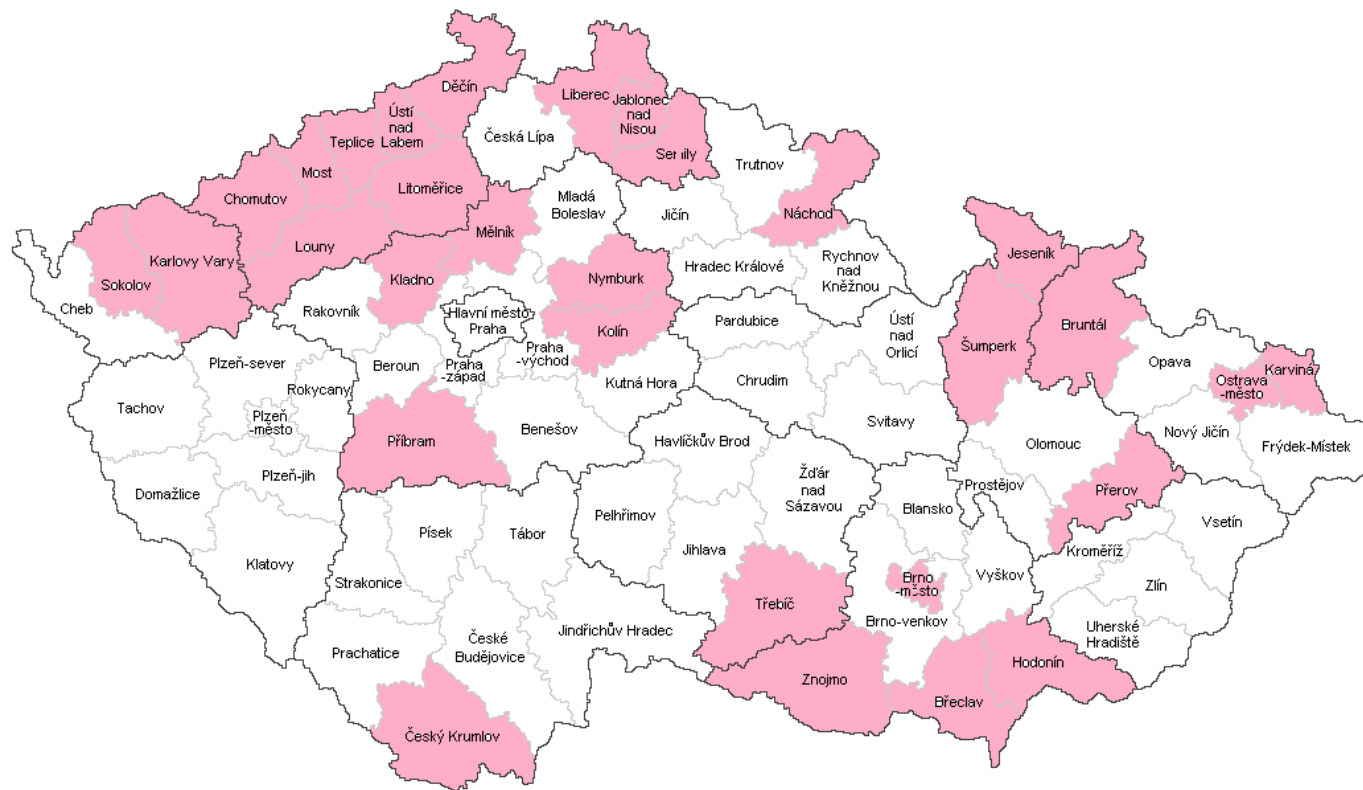 Děčín
Liberec
Jablonec
nad
Nisou
Ústí
nad
Labem
Teplice
Česká Lípa
Semily
Trutnov
Most
Chomutov
Litoměřice
Mladá
Boleslav
Jičín
Náchod
Mělník
Louny
Karlovy Vary
Sokolov
Cheb
Kladno
Nymburk
Hradec Králové
Rychnov
nad
Kněžnou
Jeseník
Rakovník
Hlavní město
Praha
Kolín
Pardubice
Ústí
nad
Orlicí
Šumperk
Bruntál
Opava
Ostrava
-město
Karviná
Plzeň-sever
Rokycany
Beroun
Praha
-západ
Praha
-východ
Kutná Hora
Chrudim
Svitavy
Tachov
Plzeň
-město
Příbram
Benešov
Havlíčkův Brod
Olomouc
Nový Jičín
Frýdek-Místek
Domažlice
Plzeň-jih
Žďár
nad
Sázavou
Prostějov
Přerov
Pelhřimov
Blansko
Vsetín
Písek
Tábor
Jihlava
Klatovy
Strakonice
Kroměříž
Vyškov
Zlín
Brno
-město
Třebíč
Brno-venkov
Uherské
Hradiště
Prachatice
České
Budějovice
Jindřichův Hradec
Hodonín
Znojmo
Břeclav
Český Krumlov